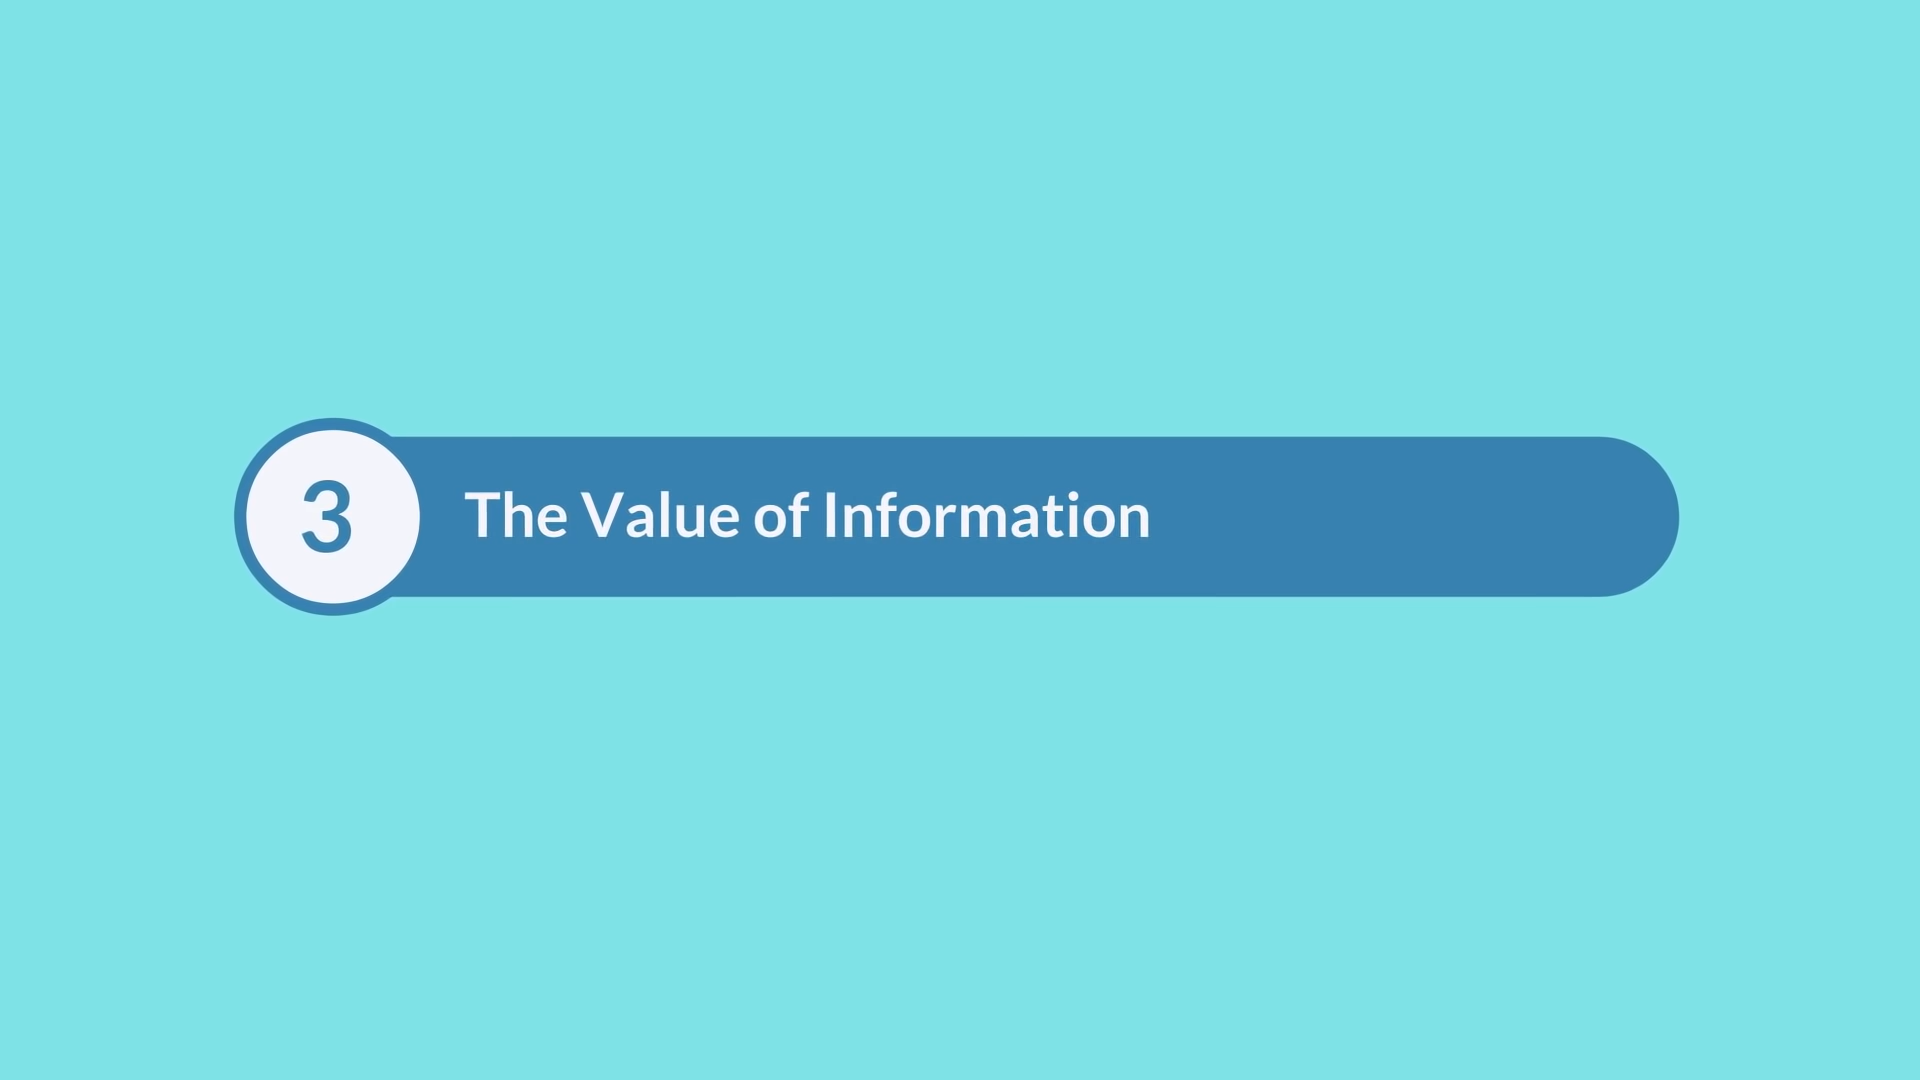 3
The Value of Information